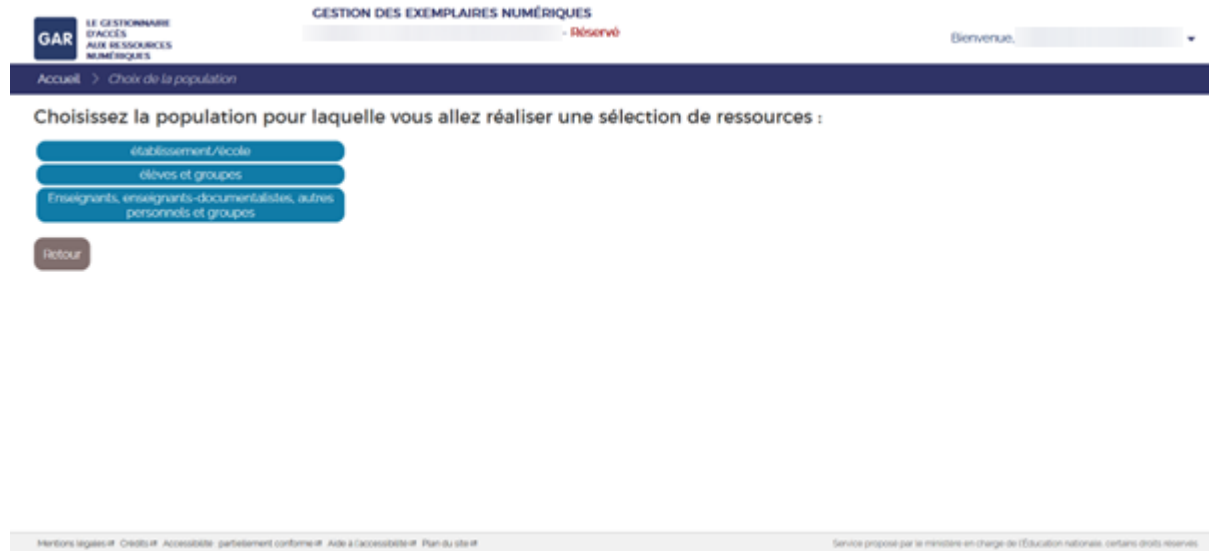 GESTION DES EXEMPLAIRES NUMÉRIQUES
GAR
LE GESTIONNAIRE
D'ACCÈS
AUX RESSOURCES
NUMÉRIQUES
- Réservé
Bienvenue,
Accueil > Choix de la population
Choisissez la population pour laquelle vous allez réaliser une sélection de ressources :
établissement/école
élèves et groupes
Enseignants, enseignants-documentalistes, autres
personnels et groupes
Retour
Mentions légales Crédits Accessibilité : partiellement conforme Aide à l'accessibilité Plan du site
Service proposé par le ministère en charge de l'Éducation nationale, certains droits réservés